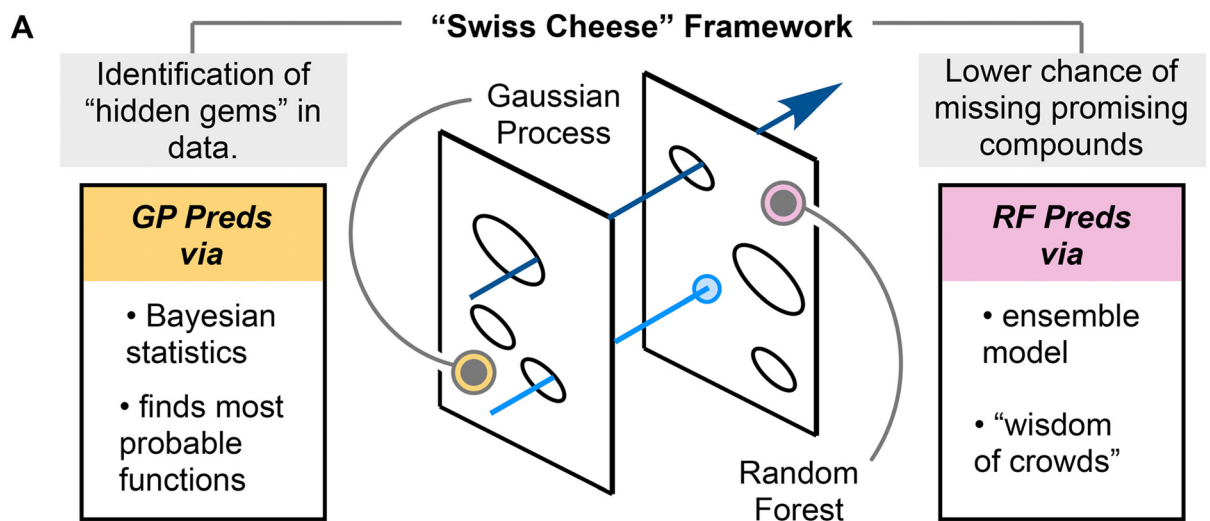 A
“Swiss Cheese” Framework
Identification of
“hidden gems” in
data.
Gaussian
Process
Lower chance of
missing promising
compounds
GP Preds
via
• Bayesian
statistics
• finds most
probable
functions
RF Preds
via
• ensemble
model
• “wisdom
of crowds”
Random
Forest